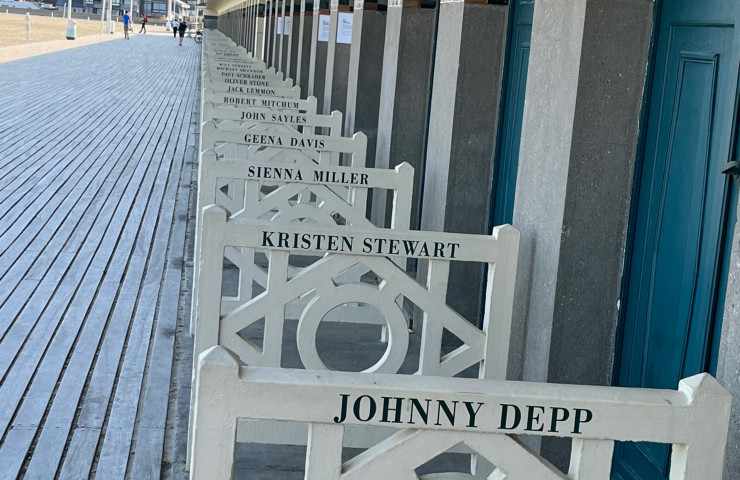 OLIVER STONE
JACK LEMMON
ROBERT MITCHUM
JOHN SAYLES
GEENA DAVIS
SIENNA MILLER
KRISTEN STEWART
JOHNNY DEPP